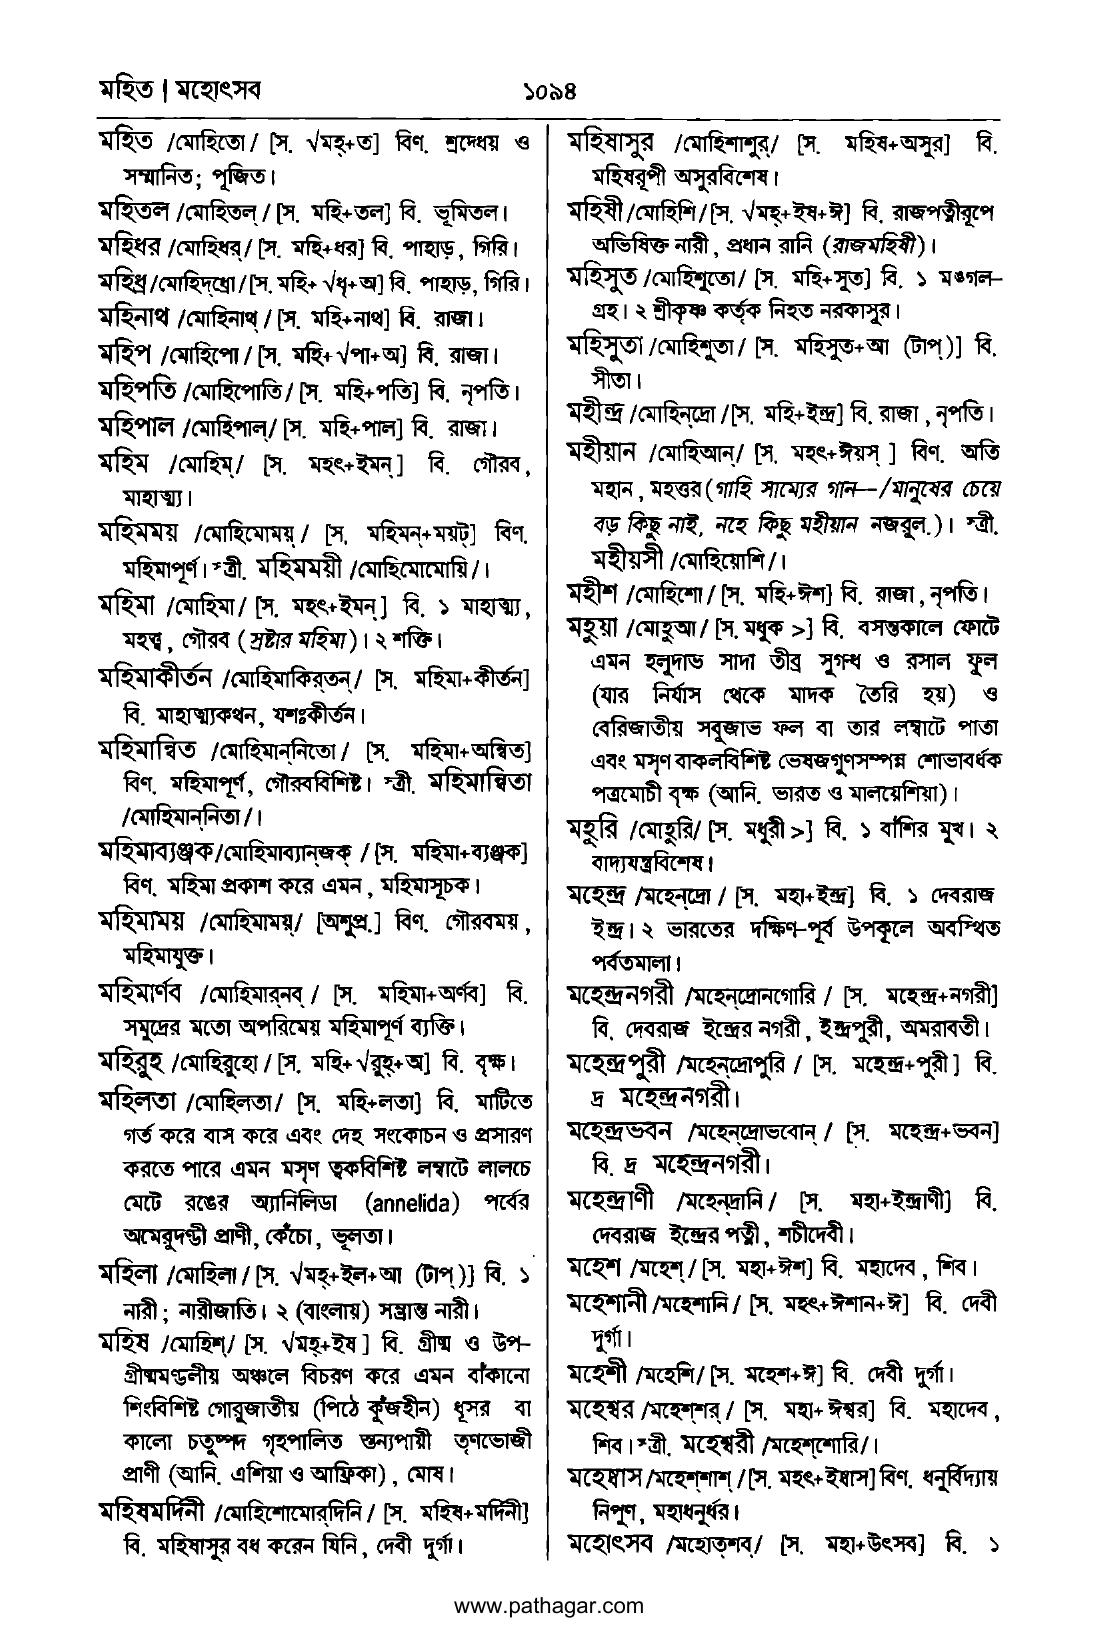 মহিত | মহোৎসব
১০৯৪
মহিত /মোহিতো/ [স. √মহ্+ত] বিণ. শ্রদ্ধেয় ও
সম্মানিত; পূজিত।
মহিতল /মোহিতল্/ [স. মহি+তল] বি. ভূমিতল।
মহিধর /মোহিধর্/ [স. মহি+ধর] বি. পাহাড়, গিরি।
মহিধ্র /মোহিদ্ধ্রো/ [স. মহি+ √ধৃ+অ] বি. পাহাড়, গিরি।
মহিনাথ /মোহিনাথ্/ [স. মহি+নাথ] বি. রাজা।
মহিপ /মোহিপো/ [স. মহি+√পা+অ] বি. রাজা।
মহিপতি /মোহিপোতি/ [স. মহি+পতি] বি. নৃপতি।
মহিপাল /মোহিপাল্/ [স. মহি+পাল] বি. রাজা।
মহিম /মোহিম্/ [স. মহৎ+ইমন্] বি. গৌরব,
মাহাত্ম্য।
মহিমময় /মোহিমোময়্/ [স. মহিমন্+ময়ট্] বিণ.
মহিমাপূর্ণ। ˣস্ত্রী. মহিমময়ী /মোহিমোমোয়ি/।
মহিমা /মোহিমা/ [স. মহৎ+ইমন্] বি. ১ মাহাত্ম্য,
মহত্ত্ব, গৌরব (স্রষ্টার মহিমা)। ২ শক্তি।
মহিমাকীর্তন /মোহিমাকির্‌তন্/ [স. মহিমা+কীর্তন]
বি. মাহাত্ম্যকথন, যশঃকীর্তন।
মহিমান্বিত /মোহিমান্‌নিতো/ [স. মহিমা+অন্বিত]
বিণ. মহিমাপূর্ণ, গৌরববিশিষ্ট। ˣস্ত্রী. মহিমান্বিতা
/মোহিমান্‌নিতা/।
মহিমাব্যঞ্জক /মোহিমাব্যান্‌জক্/ [স. মহিমা+ব্যঞ্জক]
বিণ. মহিমা প্রকাশ করে এমন, মহিমাসূচক।
মহিমাময় /মোহিমাময়্/ [অশুপ্র.] বিণ. গৌরবময়,
মহিমাযুক্ত।
মহিমার্ণব /মোহিমার্‌নব্/ [স. মহিমা+অর্ণব] বি.
সমুদ্রের মতো অপরিমেয় মহিমাপূর্ণ ব্যক্তি।
মহিরুহ /মোহিরুহো/ [স. মহি+√রুহ্+অ] বি. বৃক্ষ।
মহিলতা /মোহিলতা/ [স. মহি+লতা] বি. মাটিতে
গর্ত করে বাস করে এবং দেহ সংকোচন ও প্রসারণ
করতে পারে এমন মসৃণ ত্বকবিশিষ্ট লম্বাটে লালচে
মেটে রঙের অ্যানিলিডা (annelida) পর্বের
অমেরুদণ্ডী প্রাণী, কেঁচো, ভূলতা।
মহিলা /মোহিলা/ [স. √মহ্+ইল+আ (টাপ্)] বি. ১
নারী; নারীজাতি। ২ (বাংলায়) সম্ভ্রান্ত নারী।
মহিষ /মোহিশ্/ [স. √মহ্+ইষ] বি. গ্রীষ্ম ও উপ-
গ্রীষ্মমণ্ডলীয় অঞ্চলে বিচরণ করে এমন বাঁকানো
শিংবিশিষ্ট গোরুজাতীয় (পিঠে কুঁজহীন) ধূসর বা
কালো চতুষ্পদ গৃহপালিত স্তন্যপায়ী তৃণভোজী
প্রাণী (আনি. এশিয়া ও আফ্রিকা), মোষ।
মহিষমর্দিনী /মোহিশোমোর্‌দিনি/ [স. মহিষ+মর্দিনী]
বি. মহিষাসুর বধ করেন যিনি, দেবী দুর্গা।
মহিষাসুর /মোহিশাশুর্/ [স. মহিষ+অসুর] বি.
মহিষরূপী অসুরবিশেষ।
মহিষী /মোহিশি/ [স. √মহ্+ইষ+ঈ] বি. রাজপত্নীরূপে
অভিষিক্ত নারী, প্রধান রানি (রাজমহিষী)।
মহিসুত /মোহিশুতো/ [স. মহি+সুত] বি. ১ মঙ্গল-
গ্রহ। ২ শ্রীকৃষ্ণ কর্তৃক নিহত নরকাসুর।
মহিসুতা /মোহিশুতা/ [স. মহিসুত+আ (টাপ্)] বি.
সীতা।
মহীন্দ্র /মোহিন্‌দ্রো/ [স. মহি+ইন্দ্র] বি. রাজা, নৃপতি।
মহীয়ান /মোহিআন্/ [স. মহৎ+ঈয়স্ ] বিণ. অতি
মহান, মহত্তর (গাহি সাম্যের গান—/মানুষের চেয়ে
বড় কিছু নাই, নহে কিছু মহীয়ান নজরুল.)। ˣস্ত্রী.
মহীয়সী /মোহিয়োশি/।
মহীশ /মোহিশো/ [স. মহি+ঈশ] বি. রাজা, নৃপতি।
মহুয়া /মোহুআ/ [স. মধুক >] বি. বসন্তকালে ফোটে
এমন হলুদাভ সাদা তীব্র সুগন্ধ ও রসাল ফুল
(যার নির্যাস থেকে মাদক তৈরি হয়) ও
বেরিজাতীয় সবুজাভ ফল বা তার লম্বাটে পাতা
এবং মসৃণ বাকলবিশিষ্ট ভেষজগুণসম্পন্ন শোভাবর্ধক
পত্রমোচী বৃক্ষ (আনি. ভারত ও মালয়েশিয়া)।
মহুরি /মোহুরি/ [স. মধুরী >] বি. ১ বাঁশির মুখ। ২
বাদ্যযন্ত্রবিশেষ।
মহেন্দ্র /মহেন্‌দ্রো/ [স. মহা+ইন্দ্র] বি. ১ দেবরাজ
ইন্দ্র। ২ ভারতের দক্ষিণ-পূর্ব উপকূলে অবস্থিত
পর্বতমালা।
মহেন্দ্রনগরী /মহেন্‌দ্রোনগোরি/ [স. মহেন্দ্র+নগরী]
বি. দেবরাজ ইন্দ্রের নগরী, ইন্দ্রপুরী, অমরাবতী।
মহেন্দ্রপুরী /মহেন্‌দ্রোপুরি/ [স. মহেন্দ্র+পুরী] বি.
দ্র মহেন্দ্রনগরী।
মহেন্দ্রভবন /মহেন্‌দ্রোভবোন্/ [স. মহেন্দ্র+ভবন]
বি. দ্র মহেন্দ্রনগরী।
মহেন্দ্রাণী /মহেন্‌দ্রানি/ [স. মহা+ইন্দ্রাণী] বি.
দেবরাজ ইন্দ্রের পত্নী, শচীদেবী।
মহেশ /মহেশ্/ [স. মহা+ঈশ] বি. মহাদেব, শিব।
মহেশানী /মহেশানি/ [স. মহৎ+ঈশান+ঈ] বি. দেবী
দুর্গা।
মহেশী /মহেশি/ [স. মহেশ+ঈ] বি. দেবী দুর্গা।
মহেশ্বর /মহেশ্‌শর্/ [স. মহা+ঈশ্বর] বি. মহাদেব,
শিব। ˣস্ত্রী. মহেশ্বরী /মহেশ্‌শোরি/।
মহেষ্বাস /মহেশ্‌শাশ্/ [স. মহৎ+ইষ্বাস] বিণ. ধনুর্বিদ্যায়
নিপুণ, মহাধনুর্ধর।
মহোৎসব /মহোত্‌শব্/ [স. মহা+উৎসব] বি. ১
www.pathagar.com